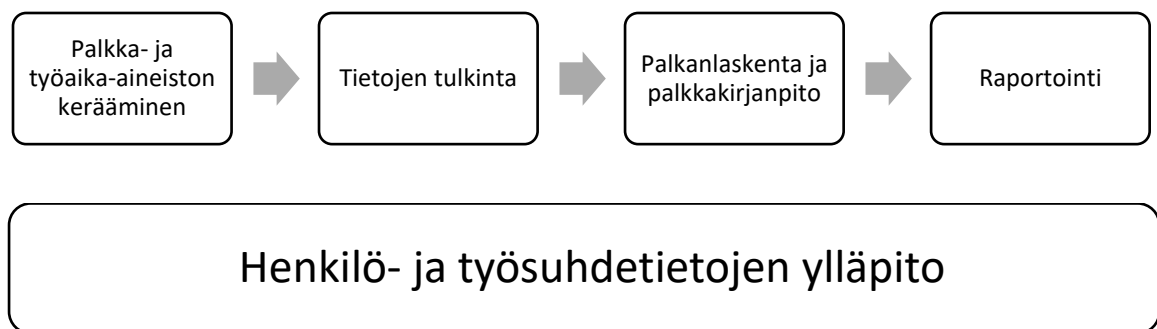 Palkka- ja
työaika-aineiston
kerääminen
Tietojen tulkinta
Palkanlaskenta ja
palkkakirjanpito
Raportointi
Henkilö- ja työsuhdetietojen ylläpito